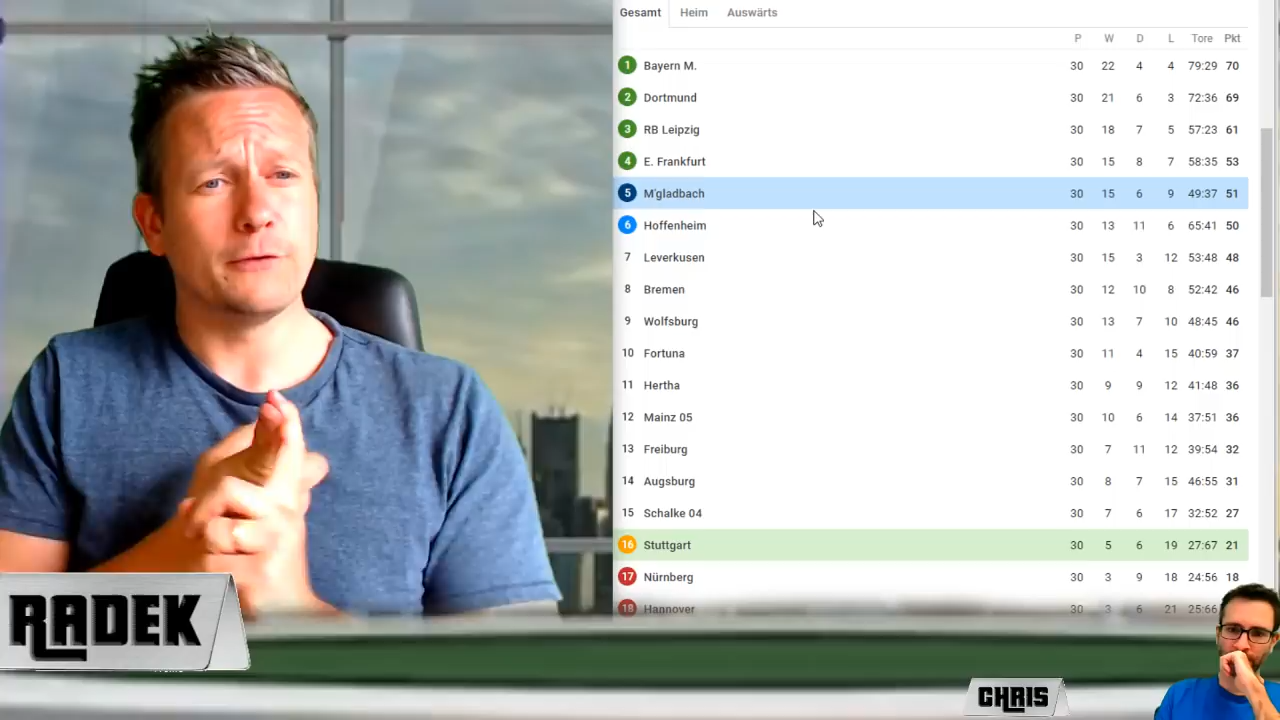 Gesamt Heim Auswärts
P W D L Tore Pkt
1 Bayern M. 30 22 4 4 79:29 70
2 Dortmund 30 21 6 3 72:36 69
3 RB Leipzig 30 18 7 5 57:23 61
4 E. Frankfurt 30 15 8 7 58:35 53
5 M'gladbach 30 15 6 9 49:37 51
6 Hoffenheim 30 13 11 6 65:41 50
7 Leverkusen 30 15 3 12 53:48 48
8 Bremen 30 12 10 8 52:42 46
9 Wolfsburg 30 13 7 10 48:45 46
10 Fortuna 30 11 4 15 40:59 37
11 Hertha 30 9 9 12 41:48 36
12 Mainz 05 30 10 6 14 37:51 36
13 Freiburg 30 7 11 12 39:54 32
14 Augsburg 30 8 7 15 46:55 31
15 Schalke 04 30 7 6 17 32:52 27
16 Stuttgart 30 5 6 19 27:67 21
17 Nürnberg 30 3 9 18 24:56 18
18 Hannover 30 3 6 21 25:66
RADEK
CHRIS